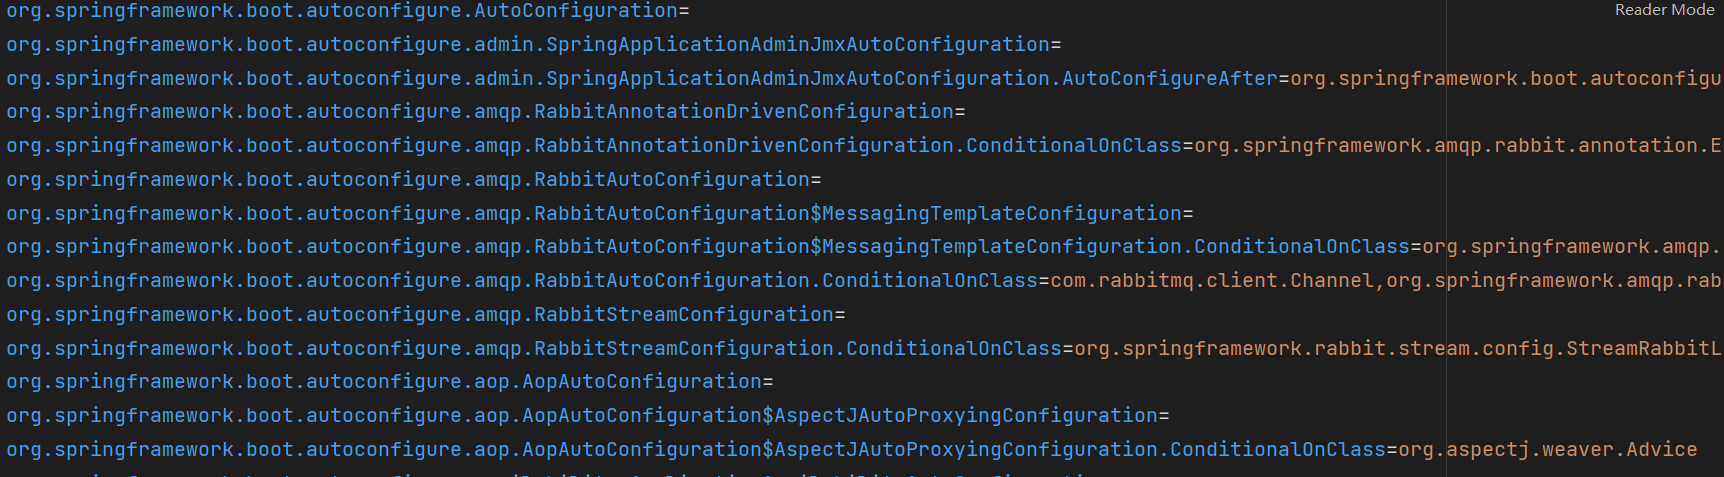 Reader Mode
org.springframework.boot.autoconfigure.AutoConfiguration=
org.springframework.boot.autoconfigure.admin.SpringApplicationAdminJmxAutoConfiguration=
org.springframework.boot.autoconfigure.admin.SpringApplicationAdminJmxAutoConfiguration.AutoConfigureAfter=org.springframework.boot.autoconfigu
org.springframework.boot.autoconfigure.amqp.RabbitAnnotationDrivenConfiguration=
org.springframework.boot.autoconfigure.amqp.RabbitAnnotationDrivenConfiguration.ConditionalOnClass=org.springframework.amqp.rabbit.annotation.E
org.springframework.boot.autoconfigure.amqp.RabbitAutoConfiguration=
org.springframework.boot.autoconfigure.amqp.RabbitAutoConfiguration$MessagingTemplateConfiguration=
org.springframework.boot.autoconfigure.amqp.RabbitAutoConfiguration$MessagingTemplateConfiguration.ConditionalOnClass=org.springframework.amqp.
org.springframework.boot.autoconfigure.amqp.RabbitAutoConfiguration.ConditionalOnClass=com.rabbitmq.client.Channel,org.springframework.amqp.rab
org.springframework.boot.autoconfigure.amqp.RabbitStreamConfiguration=
org.springframework.boot.autoconfigure.amqp.RabbitStreamConfiguration.ConditionalOnClass=org.springframework.rabbit.stream.config.StreamRabbitL
org.springframework.boot.autoconfigure.aop.AopAutoConfiguration=
org.springframework.boot.autoconfigure.aop.AopAutoConfiguration$AspectJAutoProxyingConfiguration=
org.springframework.boot.autoconfigure.aop.AopAutoConfiguration$AspectJAutoProxyingConfiguration.ConditionalOnClass=org.aspectj.weaver.Advice